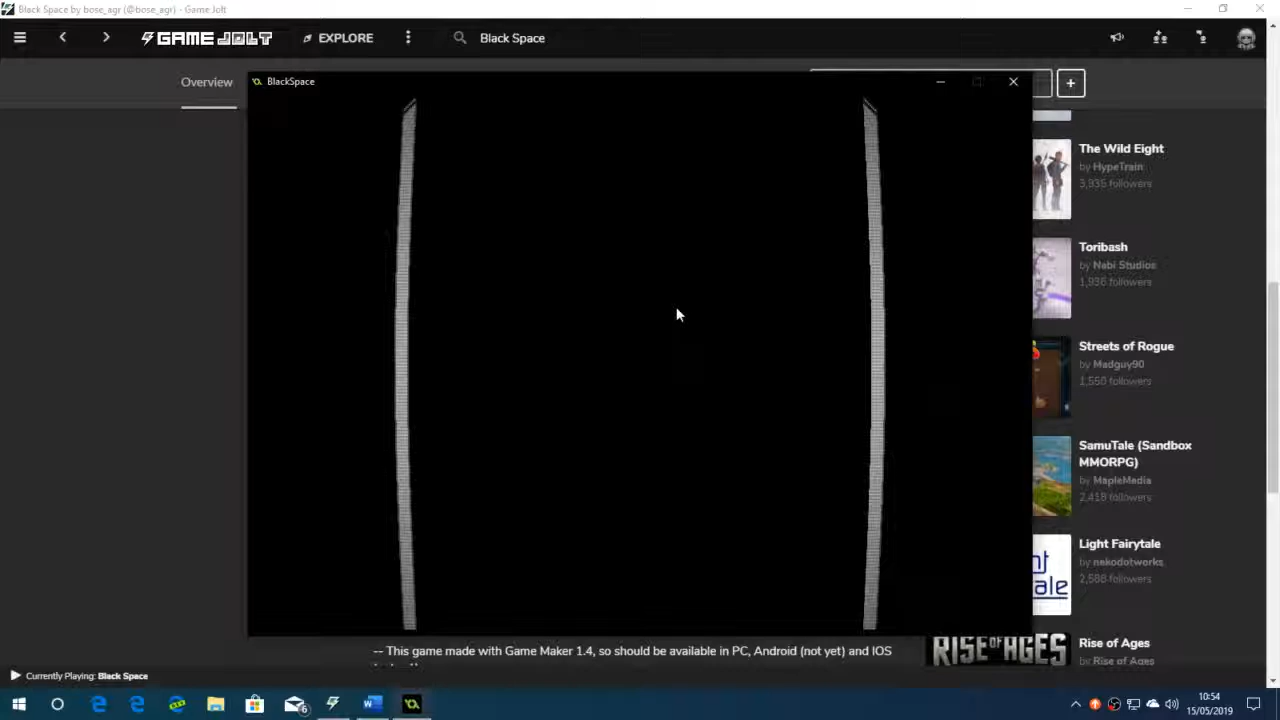 Black Space by bose_agr (@bose_agr) - Game Jolt
GAME JOLT
EXPLORE
Black Space
Overview
BlackSpace
The Wild Eight
by HypeTrain
3,935 followers
Toribash
by Nabi Studios
Streets of Rogue
by Madguy90
1,550 followers
SamuTale (Sandbox
MMORPG)
by MapleMedia
2,418 followers
Light Fairytale
by nekodotworks
2,588 followers
Rise of Ages
by Rise of Ages
RISE OF AGES
-- This game made with Game Maker 1.4, so should be available in PC, Android (not yet) and IOS
Currently Playing: Black Space
6
10:54
15/05/2019